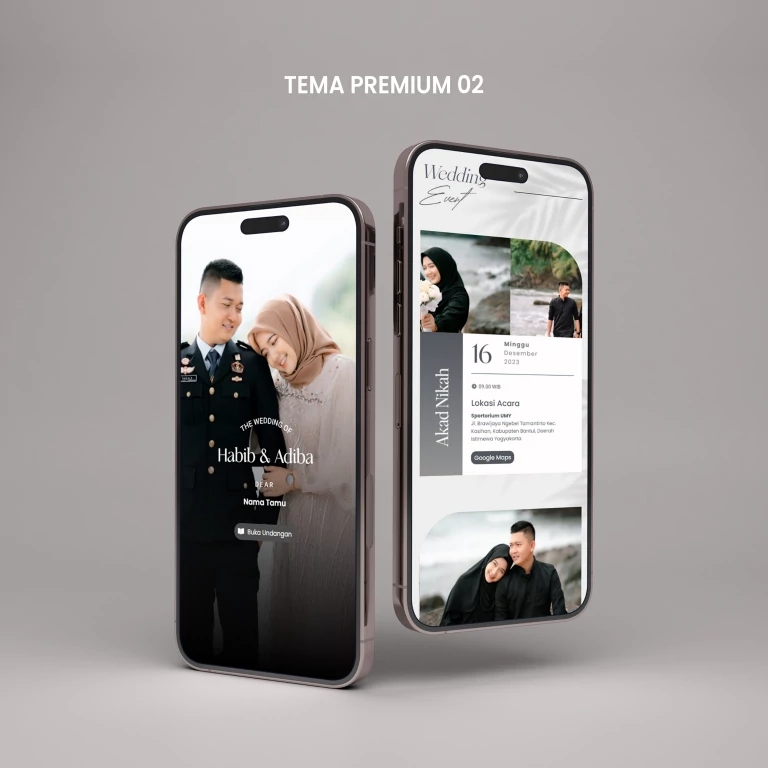 TEMA PREMIUM 02
THE WEDDING OF
Habib & Adiba
DEAR
Nama Tamu
Buka Undangan
Wedding
Event
Akad Nikah
16
Minggu
Desember
2023
09.00 WIB
Lokasi Acara
Sportorium UMY
Jl. Brawijaya Ngebel Tamantirto Kec.
Kasihan, Kabupaten Bantul, Daerah
Istimewa Yogyakarta
Google Maps